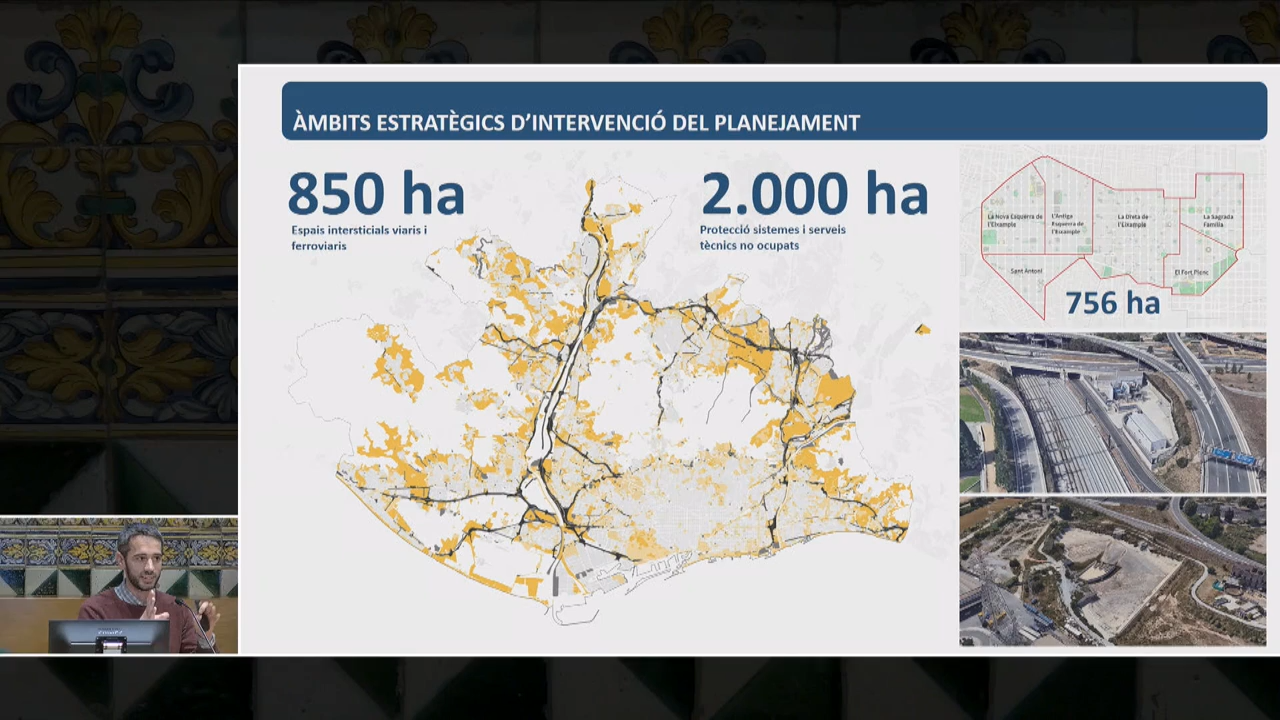 ÀMBITS ESTRATÈGICS D'INTERVENCIÓ DEL PLANEJAMENT
850 ha
Espais intersticials viaris i
ferroviaris
2.000 ha
Protecció sistemes i serveis
tècnics no ocupats
La Nova Esquerra de
l'Eixample
L'Antiga
Esquerra de
l'Eixample
La Dreta de
l'Eixample
La Sagrada
Família
Sant Antoni
El Fort Pienc
756 ha